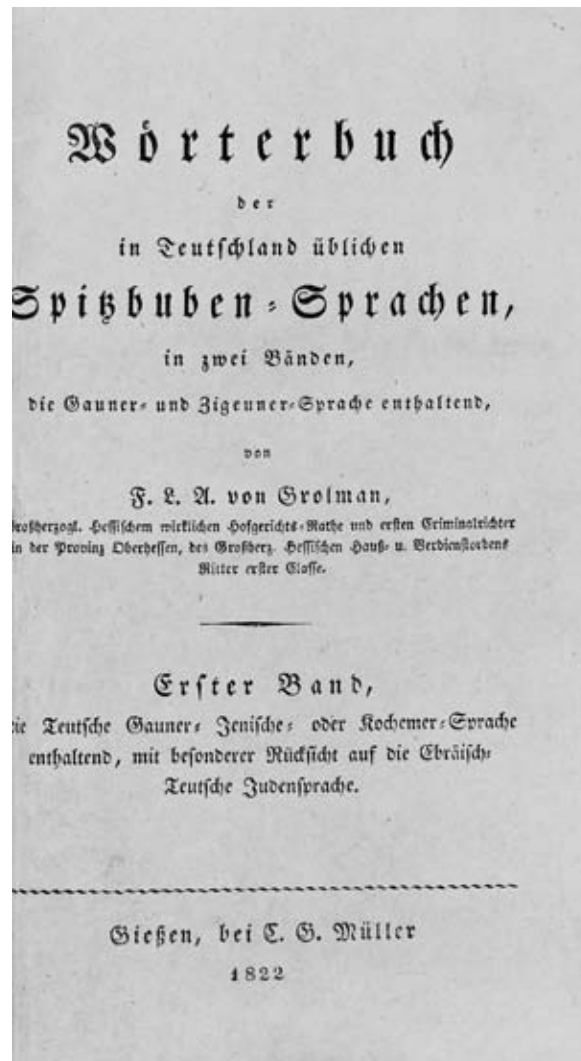 Wörterbuch
der
in Teutschland üblichen
Spitzbuben-Sprachen,
in zwei Bänden,
die Gauner- und Zigeuner-Sprache enthaltend,
von
F. L. A. von Grolman,
Großherzogl. Hessischem wirklichen Hofgerichts-Rathe und ersten Criminalrichter
in der Provinz Oberhessen, des Großherz. Hessischen Hauß- u. Verdienstordens
Ritter erster Classe.
Erster Band,
die Teutsche Gauner- Jenische- oder Kochemer-Sprache
enthaltend, mit besonderer Rücksicht auf die Ebräisch-
Teutsche Judensprache.
Gießen, bei C. G. Müller
1822